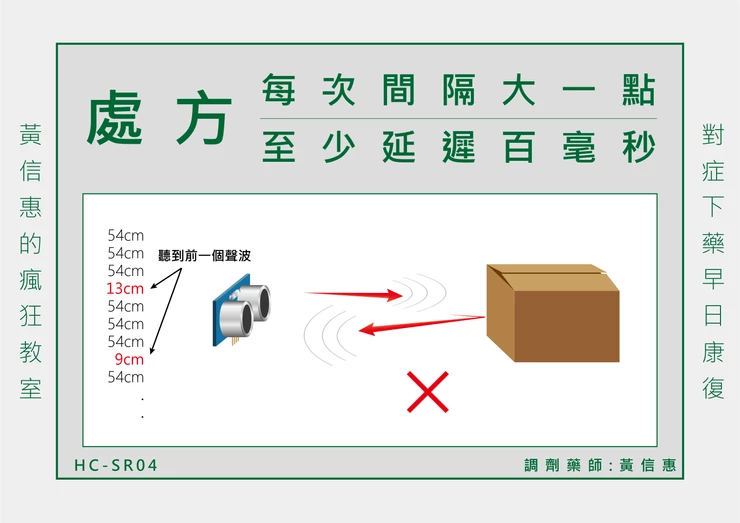 處方
每次間隔大一點
至少延遲百毫秒
黃信惠的瘋狂教室
對症下藥早日康復
54cm
54cm
54cm
13cm
54cm
54cm
54cm
9cm
54cm
.
.
聽到前一個聲波
HC-SR04
調劑藥師:黃信惠